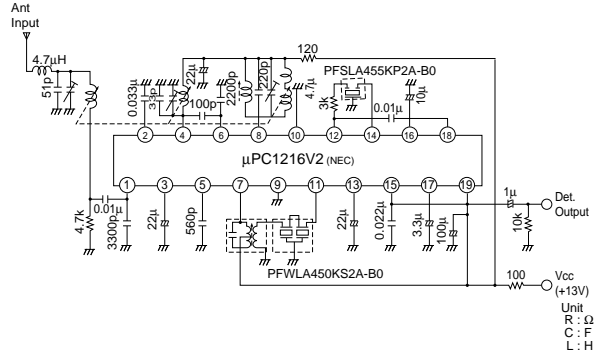 Ant
Input
4.7μH
51p
0.033μ
33p
22μ
100p
2200p
220p
4.7μ
120
PFSLA455KP2A-B0
3k
0.01μ
10μ
2 4 6 8 10 12 14 16 18
μPC1216V2 (NEC)
1 3 5 7 9 11 13 15 17 19
4.7k
0.01μ
3300p
22μ
560p
PFWLA450KS2A-B0
22μ
0.022μ
3.3μ
100μ
1μ
10k
Det.
Output
100
Vcc
(+13V)
Unit
R : Ω
C : F
L : H